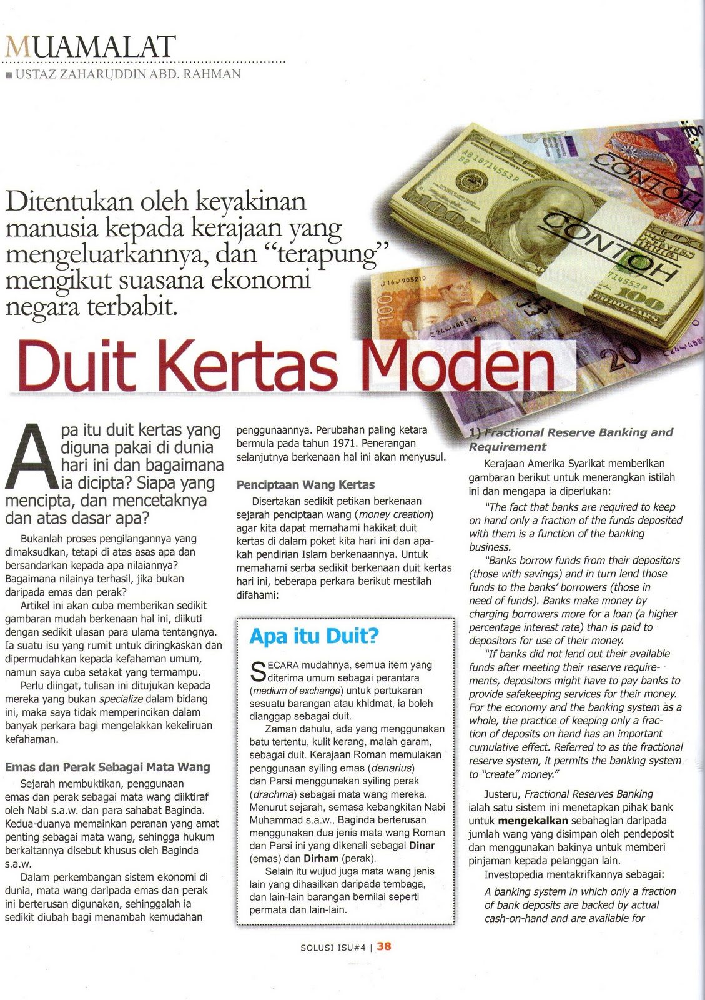 MUAMALAT
■ USTAZ ZAHARUDDIN ABD. RAHMAN
Ditentukan oleh keyakinan
manusia kepada kerajaan yang
mengeluarkannya, dan “terapung”
mengikut suasana ekonomi
negara terbabit.
FEDERAL RESERVE NOTE
AB18714553P
B2
100
CONTOH
CONTOH
14553P
100
905210
100
488532
20
Duit Kertas Moden
Apa itu duit kertas yang
diguna pakai di dunia
hari ini dan bagaimana
ia dicipta? Siapa yang
mencipta, dan mencetaknya
dan atas dasar apa?
Bukanlah proses pengilangannya yang
dimaksudkan, tetapi di atas asas apa dan
bersandarkan kepada apa nilaiannya?
Bagaimana nilainya terhasil, jika bukan
daripada emas dan perak?
Artikel ini akan cuba memberikan sedikit
gambaran mudah berkenaan hal ini, diikuti
dengan sedikit ulasan para ulama tentangnya.
Ia suatu isu yang rumit untuk diringkaskan dan
dipermudahkan kepada kefahaman umum,
namun saya cuba setakat yang termampu.
Perlu diingat, tulisan ini ditujukan kepada
mereka yang bukan specialize dalam bidang
ini, maka saya tidak memperincikan dalam
banyak perkara bagi mengelakkan kekeliruan
kefahaman.
Emas dan Perak Sebagai Mata Wang
Sejarah membuktikan, penggunaan
emas dan perak sebagai mata wang diiktiraf
oleh Nabi s.a.w. dan para sahabat Baginda.
Kedua-duanya memainkan peranan yang amat
penting sebagai mata wang, sehingga hukum
berkaitannya disebut khusus oleh Baginda
s.a.w.
Dalam perkembangan sistem ekonomi di
dunia, mata wang daripada emas dan perak
ini berterusan digunakan, sehinggalah ia
sedikit diubah bagi menambah kemudahan
penggunaannya. Perubahan paling ketara
bermula pada tahun 1971. Penerangan
selanjutnya berkenaan hal ini akan menyusul.
Penciptaan Wang Kertas
Disertakan sedikit petikan berkenaan
sejarah penciptaan wang (money creation)
agar kita dapat memahami hakikat duit
kertas di dalam poket kita hari ini dan apa-
kah pendirian Islam berkenaannya. Untuk
memahami serba sedikit berkenaan duit kertas
hari ini, beberapa perkara berikut mestilah
difahami:
Apa itu Duit?
SECARA mudahnya, semua item yang
diterima umum sebagai perantara
(medium of exchange) untuk pertukaran
sesuatu barangan atau khidmat, ia boleh
dianggap sebagai duit.
Zaman dahulu, ada yang menggunakan
batu tertentu, kulit kerang, malah garam,
sebagai duit. Kerajaan Roman memulakan
penggunaan syiling emas (denarius)
dan Parsi menggunakan syiling perak
(drachma) sebagai mata wang mereka.
Menurut sejarah, semasa kebangkitan Nabi
Muhammad s.a.w., Baginda berterusan
menggunakan dua jenis mata wang Roman
dan Parsi ini yang dikenali sebagai Dinar
(emas) dan Dirham (perak).
Selain itu wujud juga mata wang jenis
lain yang dihasilkan daripada tembaga,
dan lain-lain barangan bernilai seperti
permata dan lain-lain.
1) Fractional Reserve Banking and
Requirement
Kerajaan Amerika Syarikat memberikan
gambaran berikut untuk menerangkan istilah
ini dan mengapa ia diperlukan:
“The fact that banks are required to keep
on hand only a fraction of the funds deposited
with them is a function of the banking
business.
“Banks borrow funds from their depositors
(those with savings) and in turn lend those
funds to the banks’ borrowers (those in
need of funds). Banks make money by
charging borrowers more for a loan (a higher
percentage interest rate) than is paid to
depositors for use of their money.
“If banks did not lend out their available
funds after meeting their reserve require-
ments, depositors might have to pay banks to
provide safekeeping services for their money.
For the economy and the banking system as a
whole, the practice of keeping only a frac-
tion of deposits on hand has an important
cumulative effect. Referred to as the fractional
reserve system, it permits the banking system
to “create” money.”
Justeru, Fractional Reserves Banking
ialah satu sistem ini menetapkan pihak bank
untuk mengekalkan sebahagian daripada
jumlah wang yang disimpan oleh pendeposit
dan menggunakan bakinya untuk memberi
pinjaman kepada pelanggan lain.
Investopedia mentakrifkannya sebagai:
A banking system in which only a fraction
of bank deposits are backed by actual
cash-on-hand and are available for
SOLUSI ISU#4 | 38